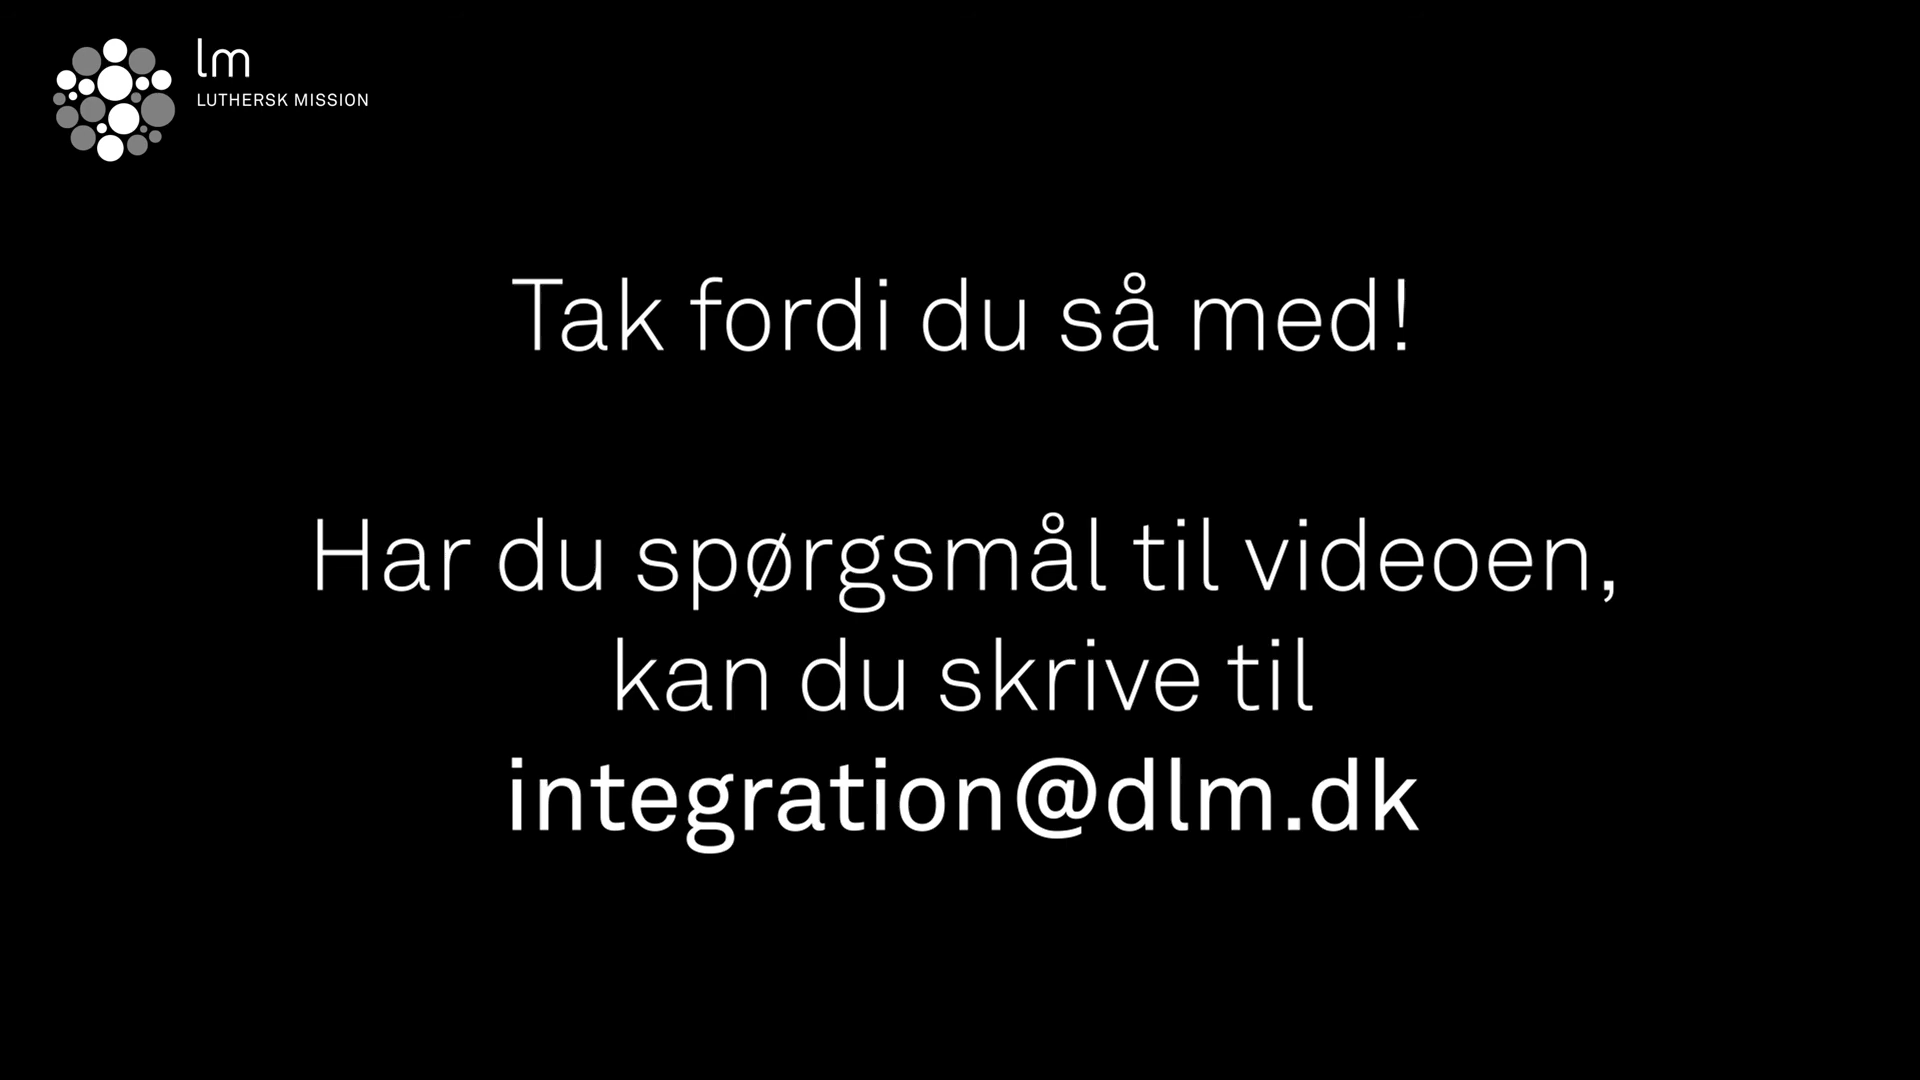 lm
LUTHERSK MISSION
Tak fordi du så med!
Har du spørgsmål til videoen,
kan du skrive til
integration@dlm.dk